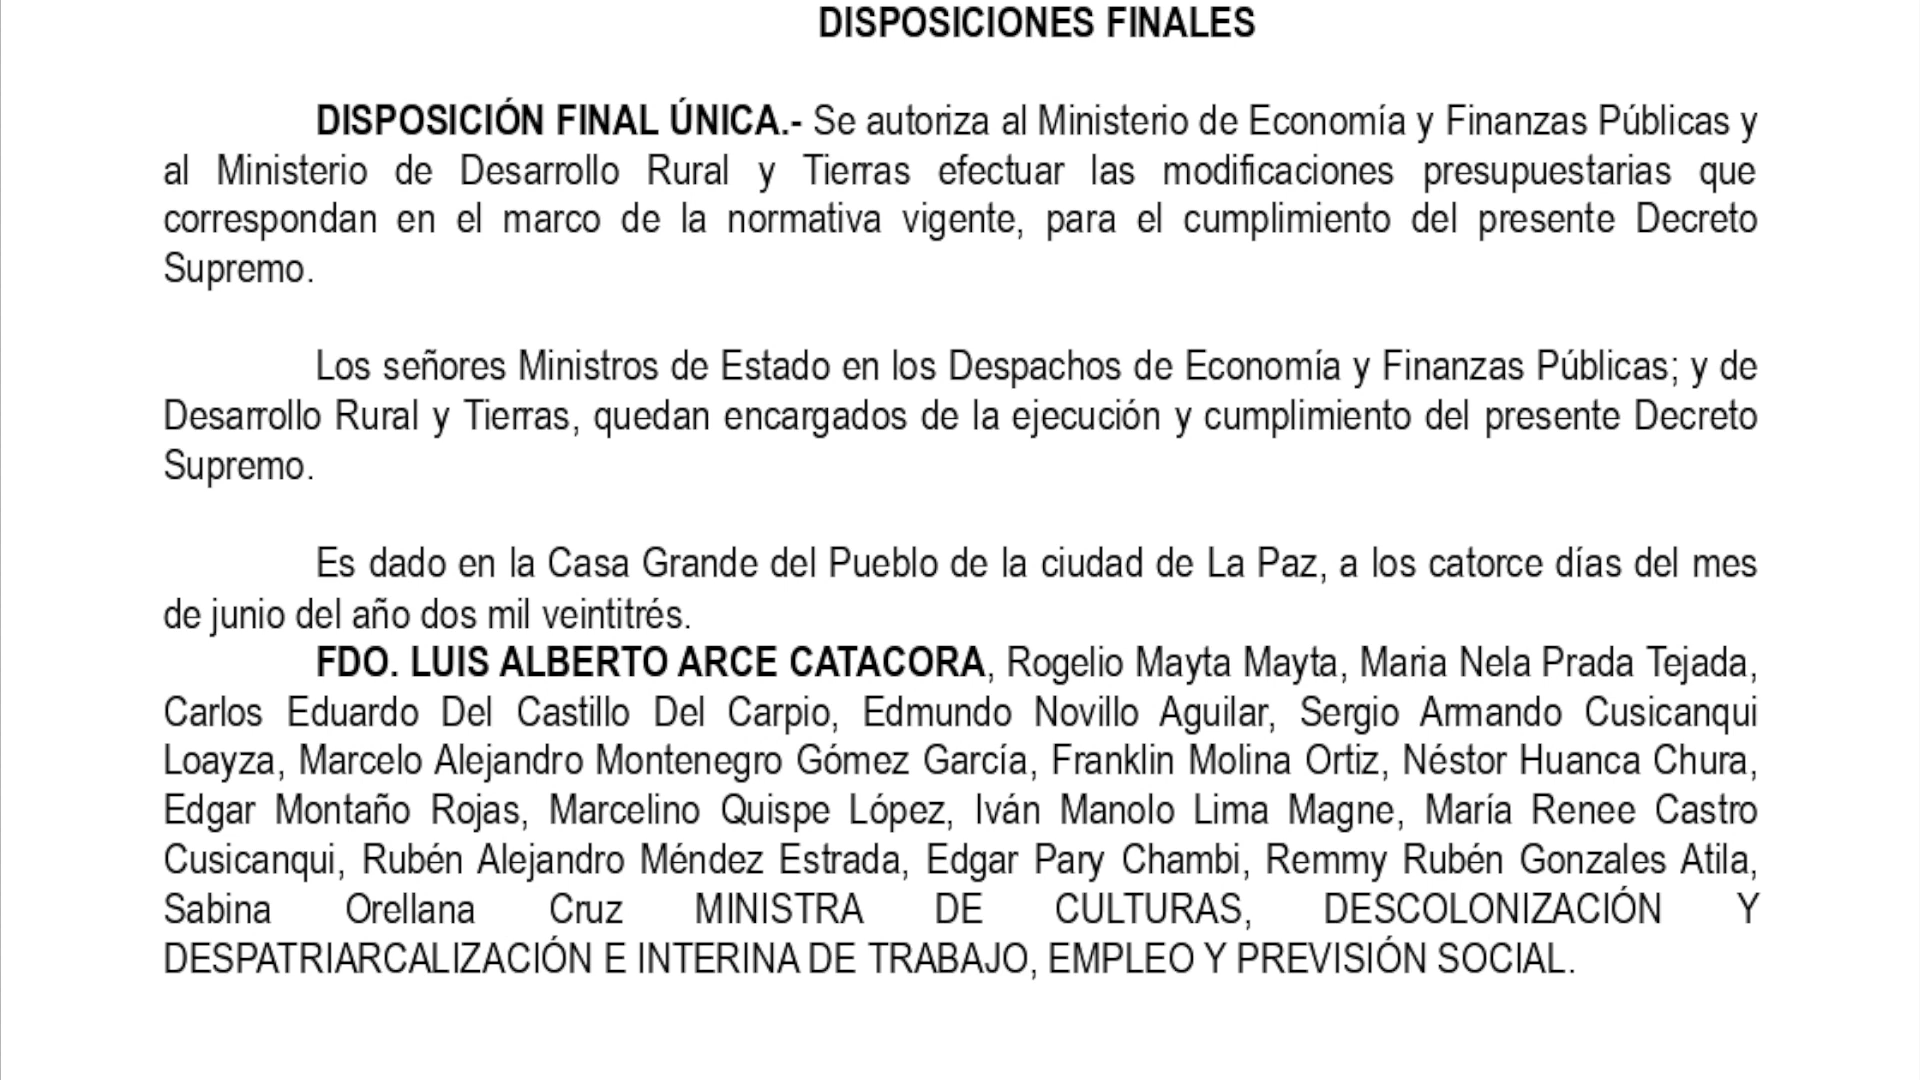 DISPOSICIONES FINALES
DISPOSICIÓN FINAL ÚNICA.- Se autoriza al Ministerio de Economía y Finanzas Públicas y
al Ministerio de Desarrollo Rural y Tierras efectuar las modificaciones presupuestarias que
correspondan en el marco de la normativa vigente, para el cumplimiento del presente Decreto
Supremo.
Los señores Ministros de Estado en los Despachos de Economía y Finanzas Públicas; y de
Desarrollo Rural y Tierras, quedan encargados de la ejecución y cumplimiento del presente Decreto
Supremo.
Es dado en la Casa Grande del Pueblo de la ciudad de La Paz, a los catorce días del mes
de junio del año dos mil veintitrés.
FDO. LUIS ALBERTO ARCE CATACORA, Rogelio Mayta Mayta, Maria Nela Prada Tejada,
Carlos Eduardo Del Castillo Del Carpio, Edmundo Novillo Aguilar, Sergio Armando Cusicanqui
Loayza, Marcelo Alejandro Montenegro Gómez García, Franklin Molina Ortiz, Néstor Huanca Chura,
Edgar Montaño Rojas, Marcelino Quispe López, Iván Manolo Lima Magne, María Renee Castro
Cusicanqui, Rubén Alejandro Méndez Estrada, Edgar Pary Chambi, Remmy Rubén Gonzales Atila,
Sabina Orellana Cruz MINISTRA DE CULTURAS, DESCOLONIZACIÓN Y
DESPATRIARCALIZACIÓN E INTERINA DE TRABAJO, EMPLEO Y PREVISIÓN SOCIAL.